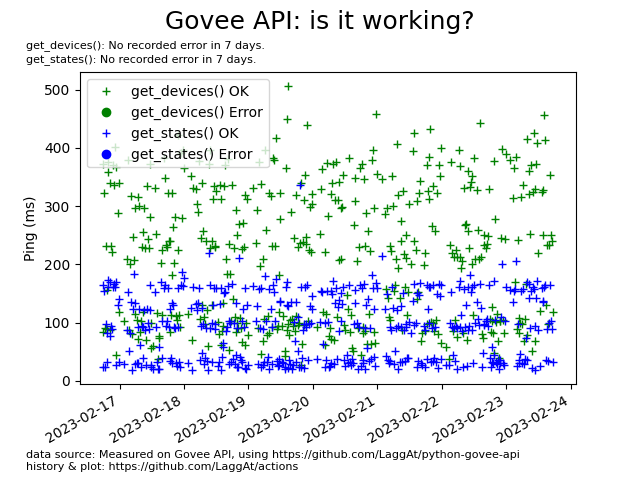 Govee API: is it working?
get_devices(): No recorded error in 7 days.
get_states(): No recorded error in 7 days.
get_devices() OK
get_devices() Error
get_states() OK
get_states() Error
Ping (ms)
500
400
300
200
100
0
2023-02-17
2023-02-18
2023-02-19
2023-02-20
2023-02-21
2023-02-22
2023-02-23
2023-02-24
data source: Measured on Govee API, using https://github.com/LaggAt/python-govee-api
history & plot: https://github.com/LaggAt/actions